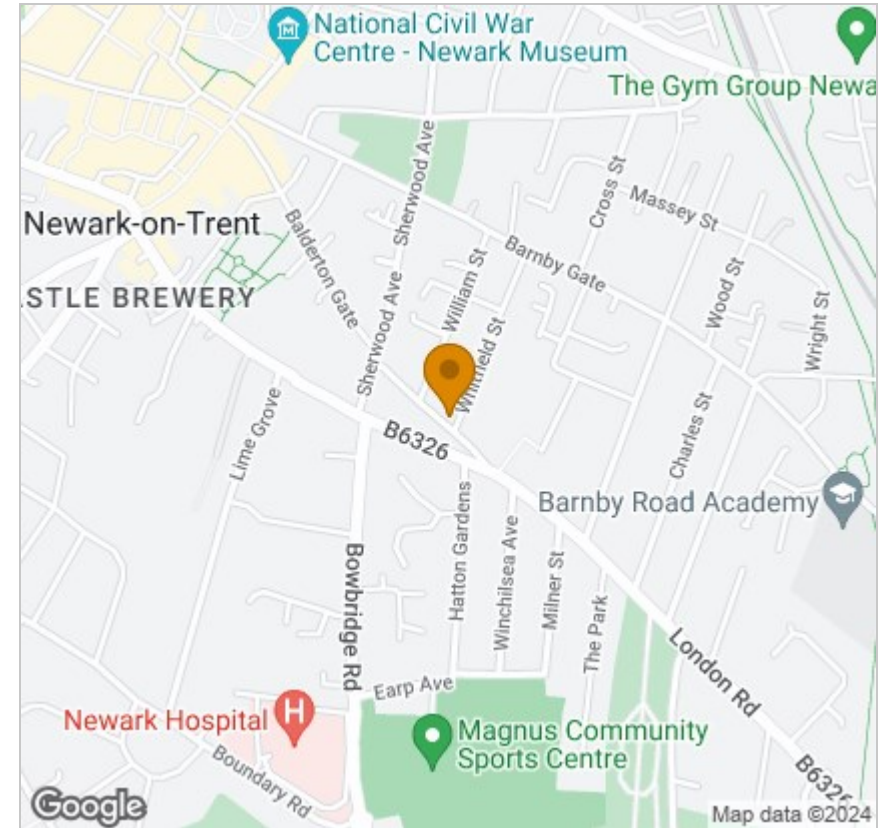 National Civil War
Centre - Newark Museum
The Gym Group Newa
Sherwood Ave
Sherwood Ave
Cross St
Massey St
Newark-on-Trent
Balderton Gate
William St
Barnby Gate
Wood St
STLE BREWERY
Whitfield St
Wright St
Lime Grove
B6326
Charles St
Barnby Road Academy
Hatton Gardens
Winchilsea Ave
Milner St
Bowbridge Rd
The Park
London Rd
Earp Ave
Newark Hospital
H
Magnus Community
Sports Centre
Boundary Rd
B6326
Google
Map data ©2024